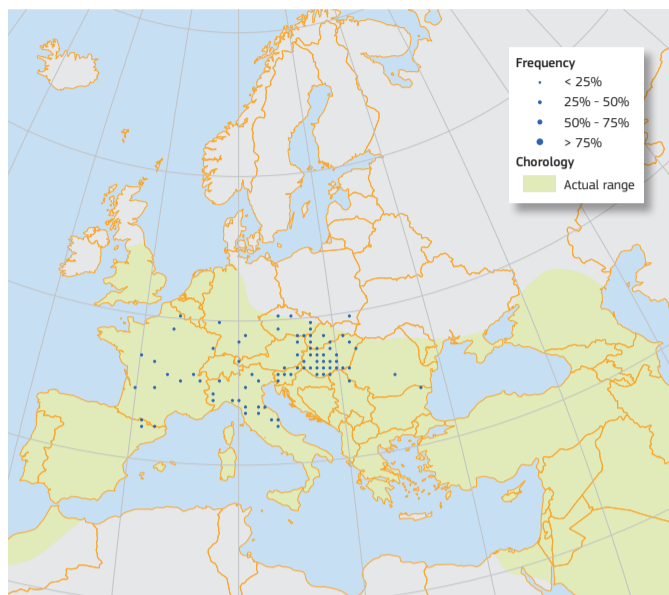 Frequency
< 25%
25% - 50%
50% - 75%
> 75%
Chorology
Actual range